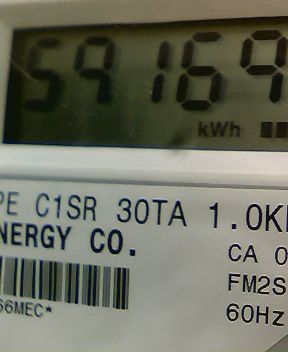 59169
kWh
PE C1SR 30TA 1.0K
NERGY CO.
CA 0
FM2S
60Hz
66MEC*